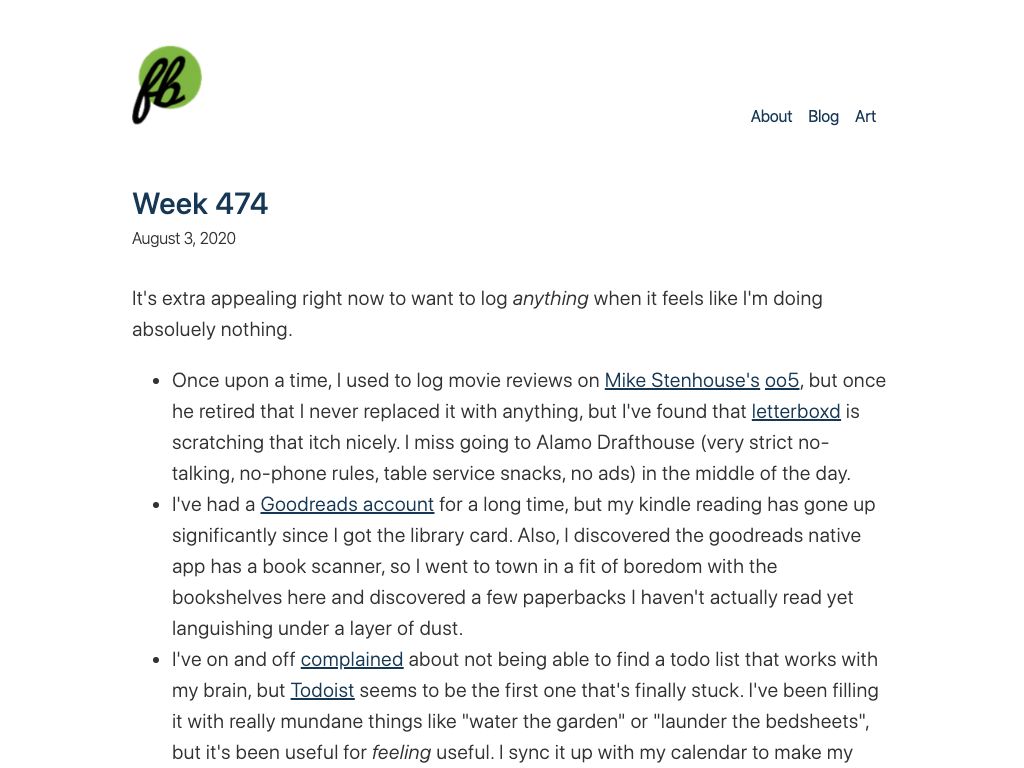 fb
About Blog Art
Week 474
August 3, 2020
It's extra appealing right now to want to log anything when it feels like I'm doing
absoluely nothing.
• Once upon a time, I used to log movie reviews on Mike Stenhouse's oo5, but once
he retired that I never replaced it with anything, but I've found that letterboxd is
scratching that itch nicely. I miss going to Alamo Drafthouse (very strict no-
talking, no-phone rules, table service snacks, no ads) in the middle of the day.
• I've had a Goodreads account for a long time, but my kindle reading has gone up
significantly since I got the library card. Also, I discovered the goodreads native
app has a book scanner, so I went to town in a fit of boredom with the
bookshelves here and discovered a few paperbacks I haven't actually read yet
languishing under a layer of dust.
• I've on and off complained about not being able to find a todo list that works with
my brain, but Todoist seems to be the first one that's finally stuck. I've been filling
it with really mundane things like "water the garden" or "launder the bedsheets",
but it's been useful for feeling useful. I sync it up with my calendar to make my